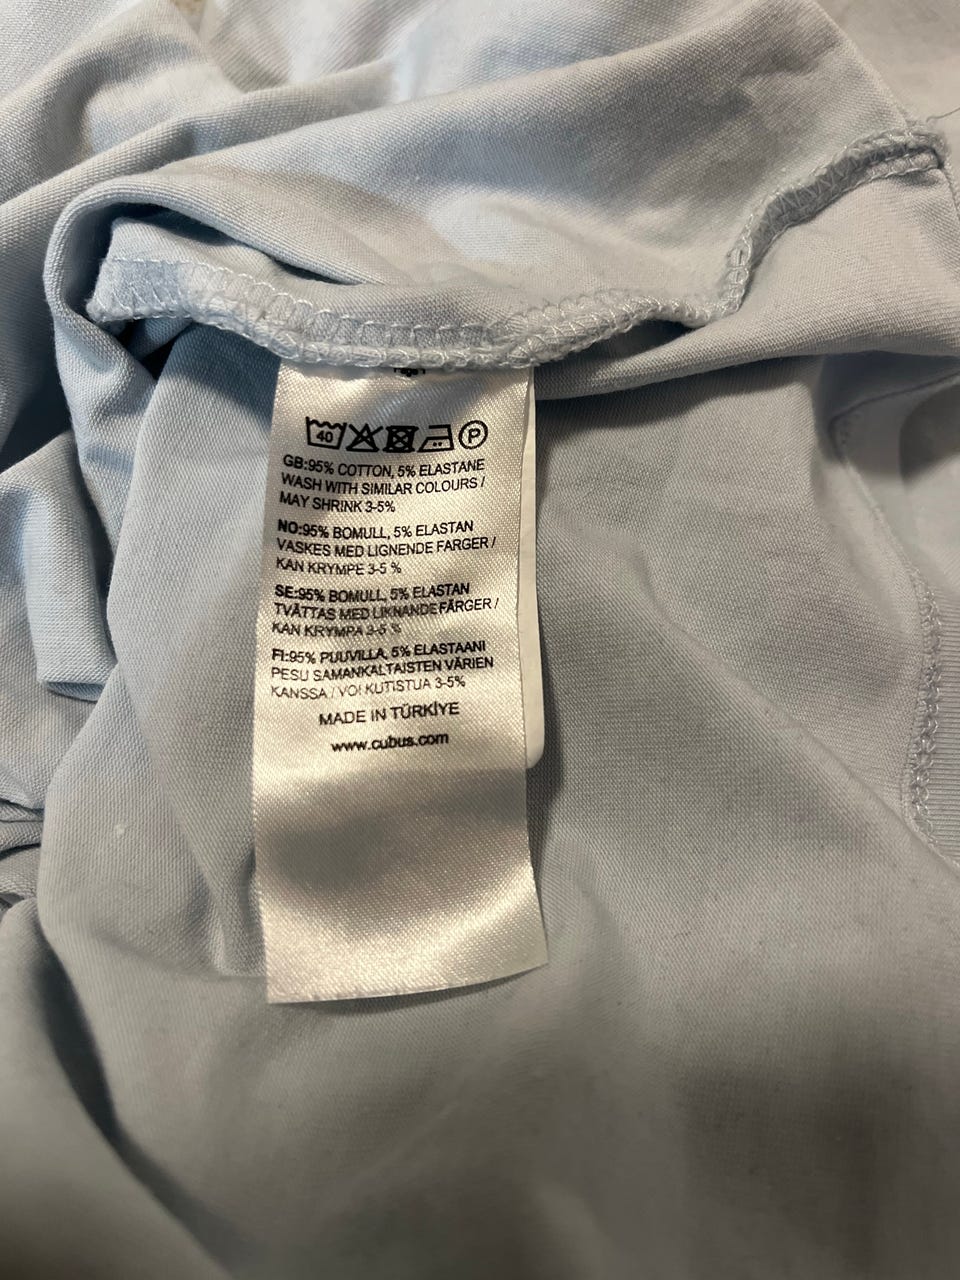 40 P
GB:95% COTTON, 5% ELASTANE
WASH WITH SIMILAR COLOURS /
MAY SHRINK 3-5%
NO:95% BOMULL, 5% ELASTAN
VASKES MED LIGNENDE FARGER /
KAN KRYMPE 3-5 %
SE:95% BOMULL, 5% ELASTAN
TVÄTTAS MED LIKNANDE FÄRGER /
KAN KRYMPA 3-5 %
FI:95% PUUVILLA, 5% ELASTAANI
PESU SAMANKALTAISTEN VÄRIEN
KANSSA / VOI KUTISTUA 3-5%
MADE IN TÜRKİYE
www.cubus.com